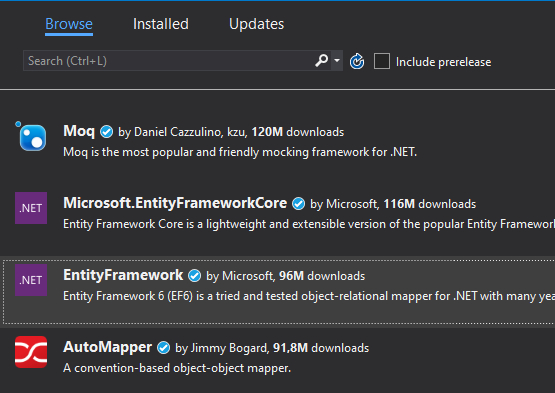 Browse Installed Updates
Search (Ctrl+L) Include prerelease
Moq by Daniel Cazzulino, kzu, 120M downloads
Moq is the most popular and friendly mocking framework for .NET.
.NET Microsoft.EntityFrameworkCore by Microsoft, 116M downloads
Entity Framework Core is a lightweight and extensible version of the popular Entity Framework
.NET EntityFramework by Microsoft, 96M downloads
Entity Framework 6 (EF6) is a tried and tested object-relational mapper for .NET with many yea
AutoMapper by Jimmy Bogard, 91,8M downloads
A convention-based object-object mapper.